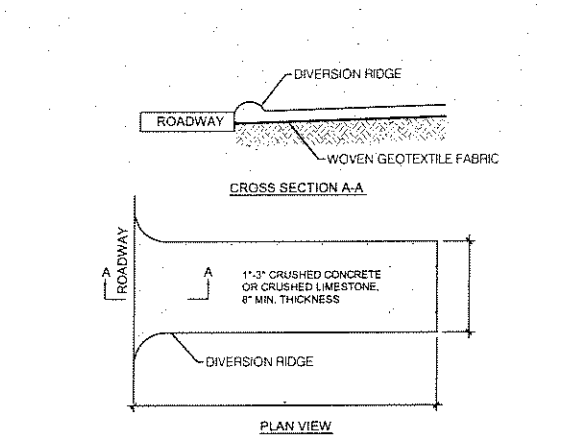 DIVERSION RIDGE
ROADWAY
WOVEN GEOTEXTILE FABRIC
CROSS SECTION A-A
ROADWAY
A
A
1"-3" CRUSHED CONCRETE
OR CRUSHED LIMESTONE,
8" MIN. THICKNESS
DIVERSION RIDGE
PLAN VIEW